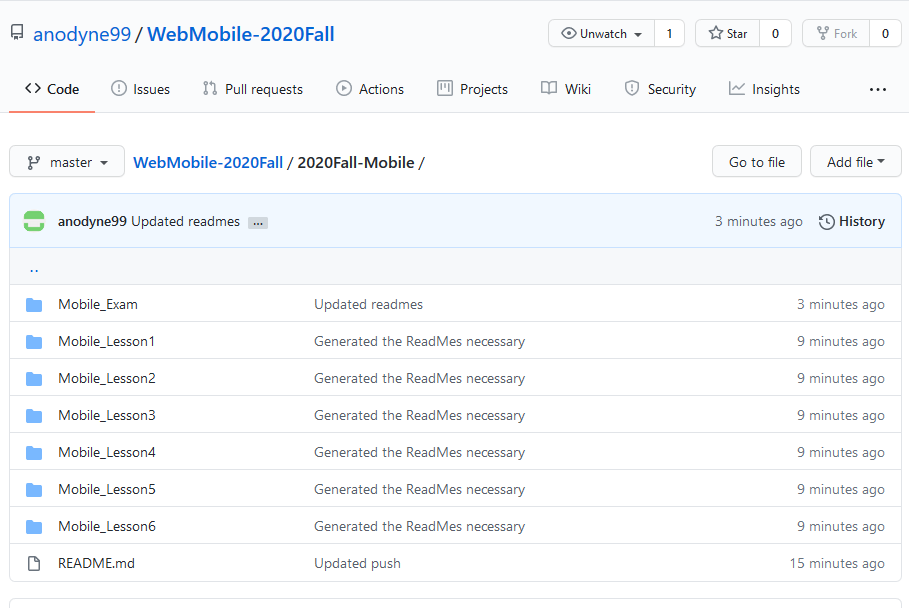 anodyne99 / WebMobile-2020Fall Unwatch 1 Star 0 Fork 0
Code Issues Pull requests Actions Projects Wiki Security Insights ...
master WebMobile-2020Fall / 2020Fall-Mobile / Go to file Add file
anodyne99 Updated readmes ... 3 minutes ago History
..
Mobile_Exam Updated readmes 3 minutes ago
Mobile_Lesson1 Generated the ReadMes necessary 9 minutes ago
Mobile_Lesson2 Generated the ReadMes necessary 9 minutes ago
Mobile_Lesson3 Generated the ReadMes necessary 9 minutes ago
Mobile_Lesson4 Generated the ReadMes necessary 9 minutes ago
Mobile_Lesson5 Generated the ReadMes necessary 9 minutes ago
Mobile_Lesson6 Generated the ReadMes necessary 9 minutes ago
README.md Updated push 15 minutes ago